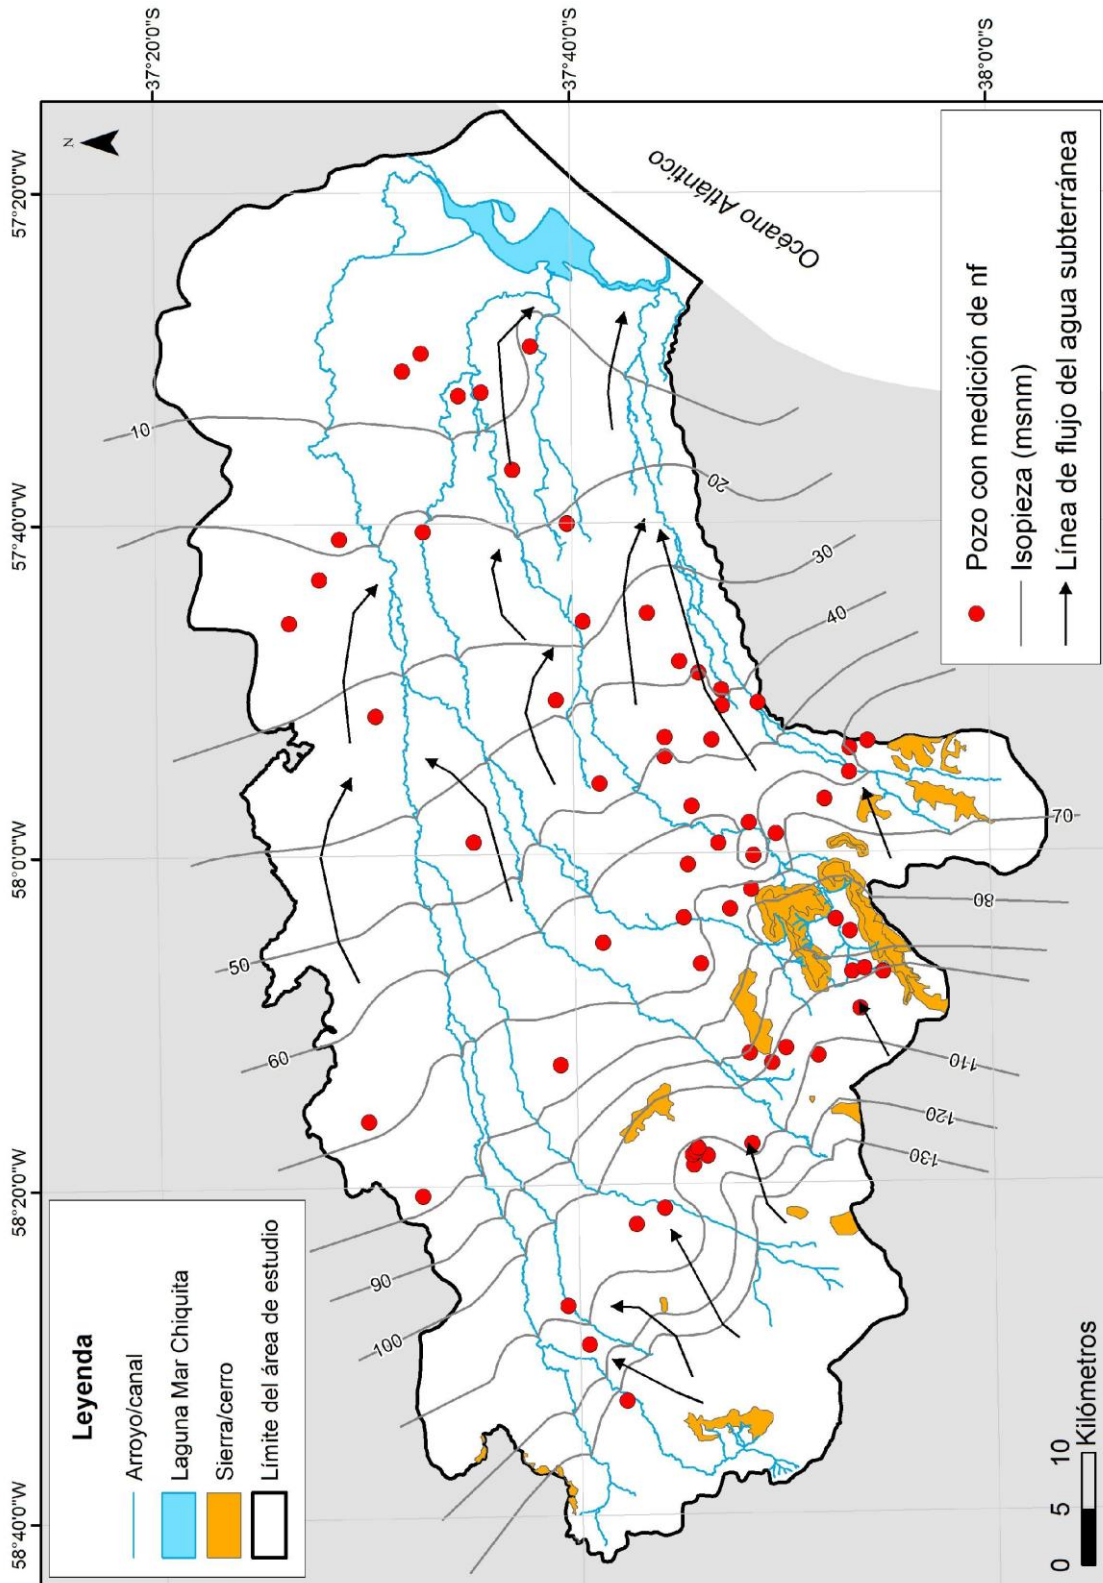 58°40'0"W
58°20'0"W
58°0'0"W
57°40'0"W
57°20'0"W
Leyenda
Arroyo/canal
Laguna Mar Chiquita
Sierra/cerro
Límite del área de estudio
N
37°20'0"S
37°40'0"S
38°0'0"S
10
50
60
90
100
20
30
40
70
80
110
120
130
Océano Atlántico
Pozo con medición de nf
Isopieza (msnm)
Línea de flujo del agua subterránea
0 5 10
Kilómetros